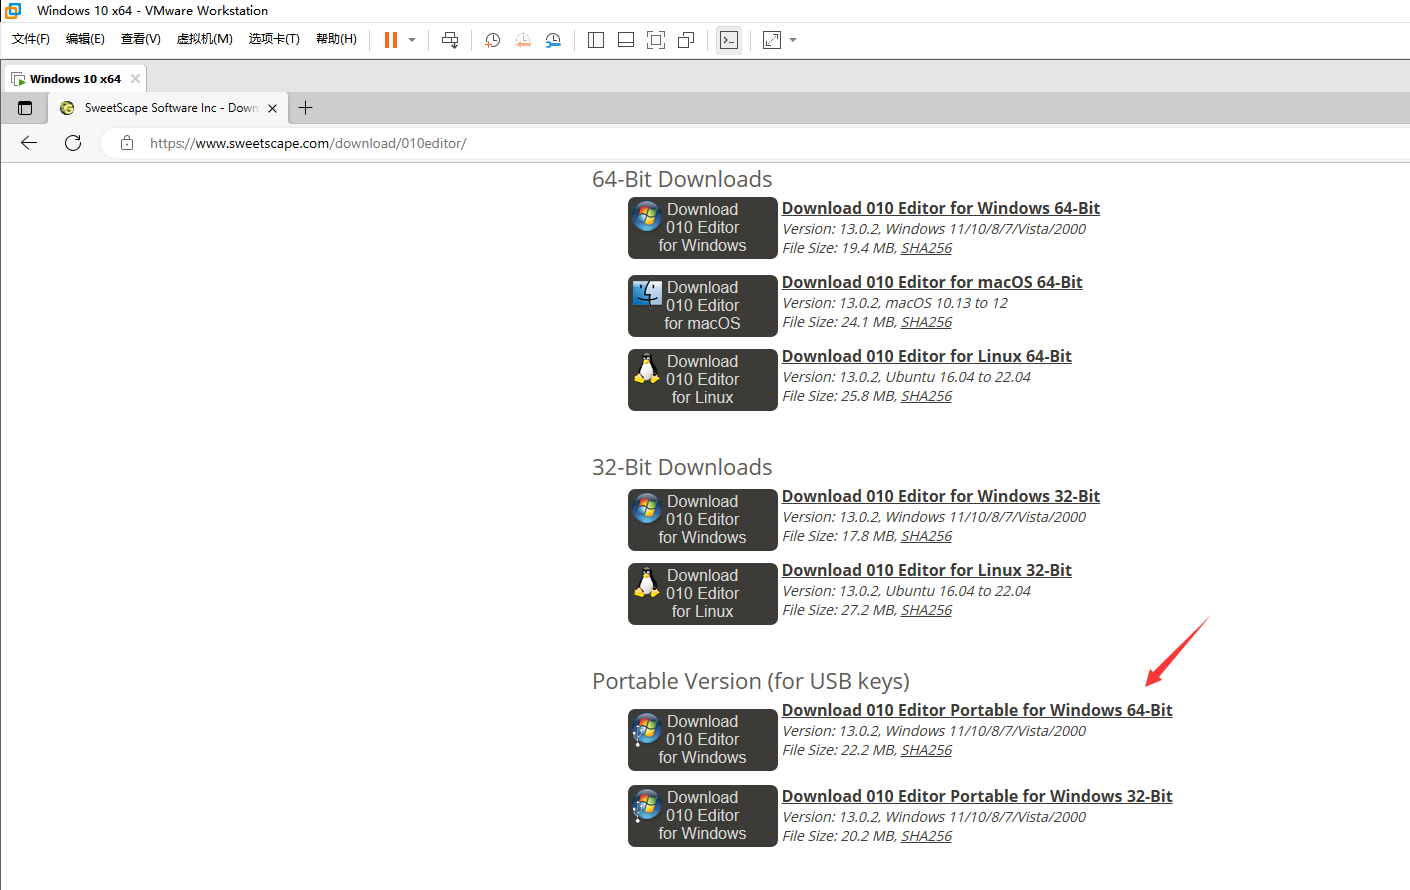 Windows 10 x64 - VMware Workstation
文件(F) 编辑(E) 查看(V) 虚拟机(M) 选项卡(T) 帮助(H)
Windows 10 x64
SweetScape Software Inc - Down
https://www.sweetscape.com/download/010editor/
64-Bit Downloads
Download
010 Editor
for Windows
Download 010 Editor for Windows 64-Bit
Version: 13.0.2, Windows 11/10/8/7/Vista/2000
File Size: 19.4 MB, SHA256
Download
010 Editor
for macOS
Download 010 Editor for macOS 64-Bit
Version: 13.0.2, macOS 10.13 to 12
File Size: 24.1 MB, SHA256
Download
010 Editor
for Linux
Download 010 Editor for Linux 64-Bit
Version: 13.0.2, Ubuntu 16.04 to 22.04
File Size: 25.8 MB, SHA256
32-Bit Downloads
Download
010 Editor
for Windows
Download 010 Editor for Windows 32-Bit
Version: 13.0.2, Windows 11/10/8/7/Vista/2000
File Size: 17.8 MB, SHA256
Download
010 Editor
for Linux
Download 010 Editor for Linux 32-Bit
Version: 13.0.2, Ubuntu 16.04 to 22.04
File Size: 27.2 MB, SHA256
Portable Version (for USB keys)
Download
010 Editor
for Windows
Download 010 Editor Portable for Windows 64-Bit
Version: 13.0.2, Windows 11/10/8/7/Vista/2000
File Size: 22.2 MB, SHA256
Download
010 Editor
for Windows
Download 010 Editor Portable for Windows 32-Bit
Version: 13.0.2, Windows 11/10/8/7/Vista/2000
File Size: 20.2 MB, SHA256